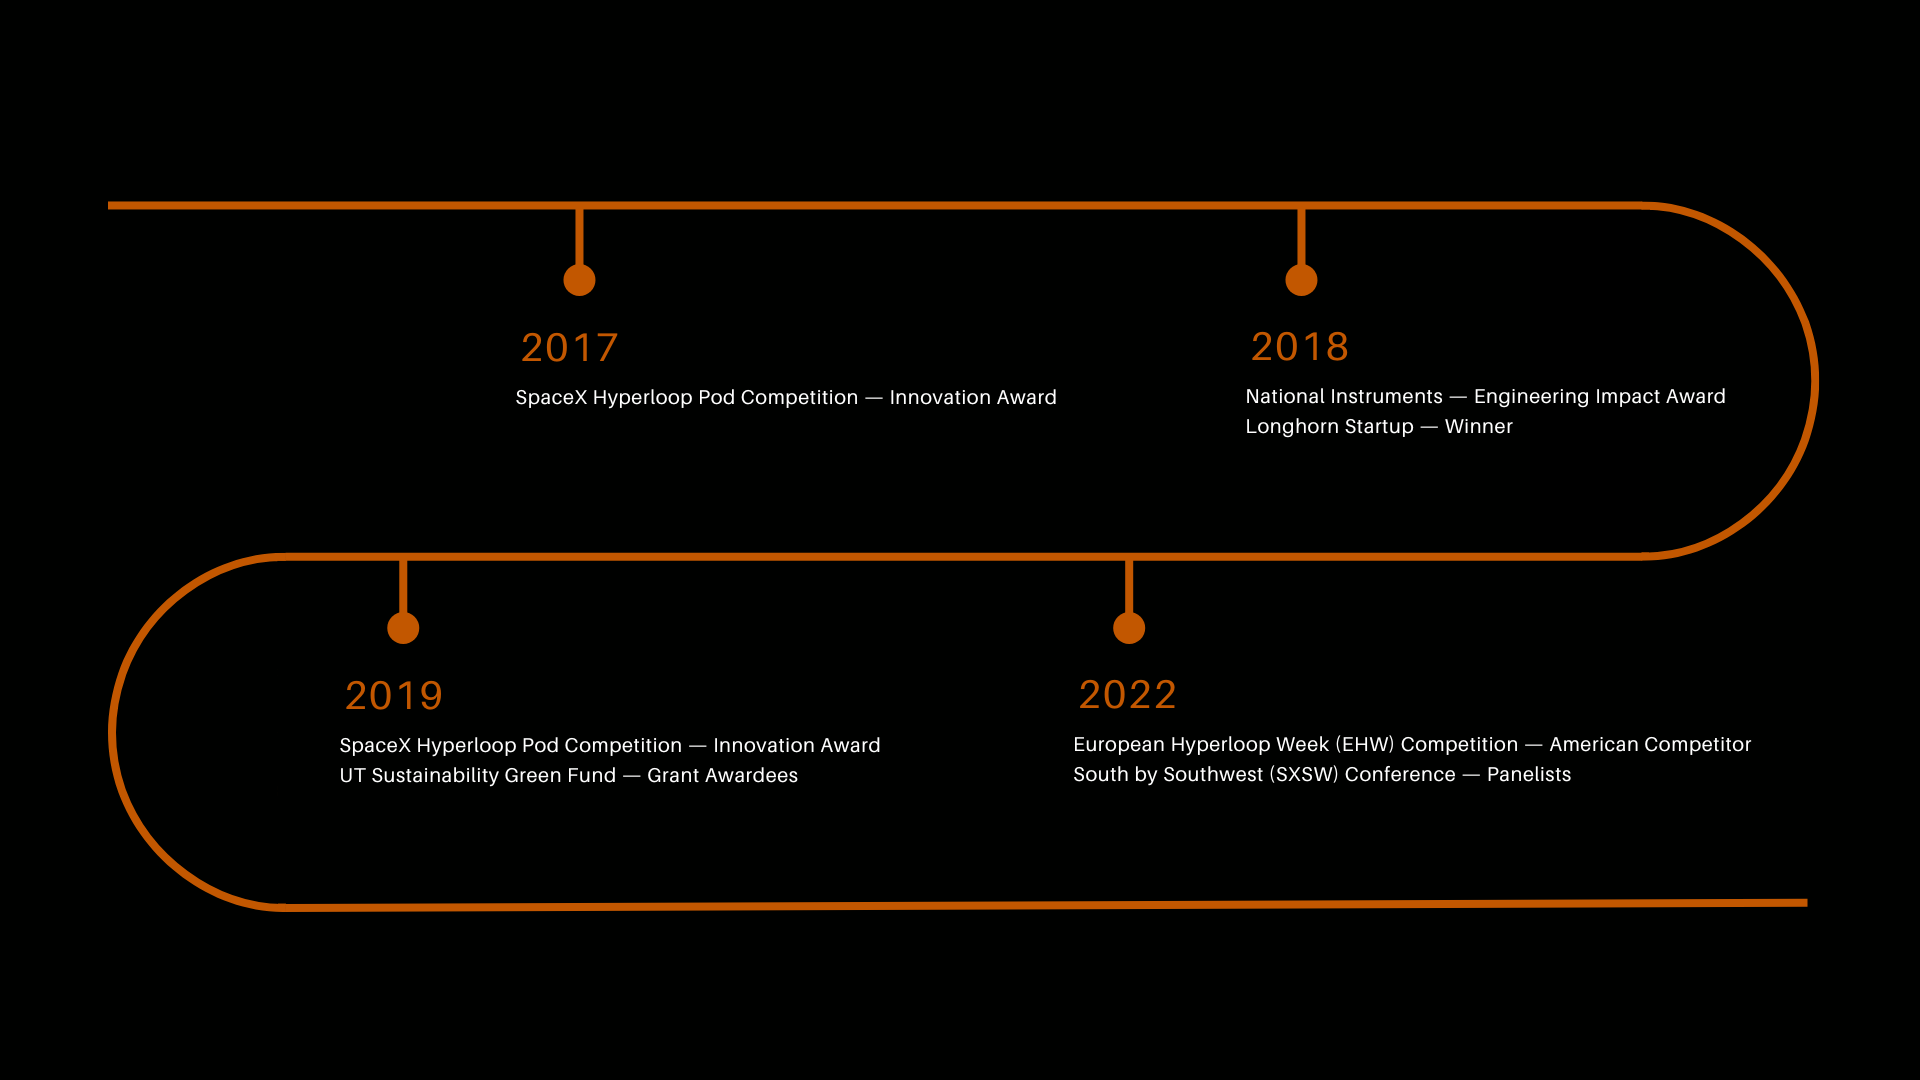 2017
SpaceX Hyperloop Pod Competition — Innovation Award
2018
National Instruments — Engineering Impact Award
Longhorn Startup — Winner
2019
SpaceX Hyperloop Pod Competition — Innovation Award
UT Sustainability Green Fund — Grant Awardees
2022
European Hyperloop Week (EHW) Competition — American Competitor
South by Southwest (SXSW) Conference — Panelists